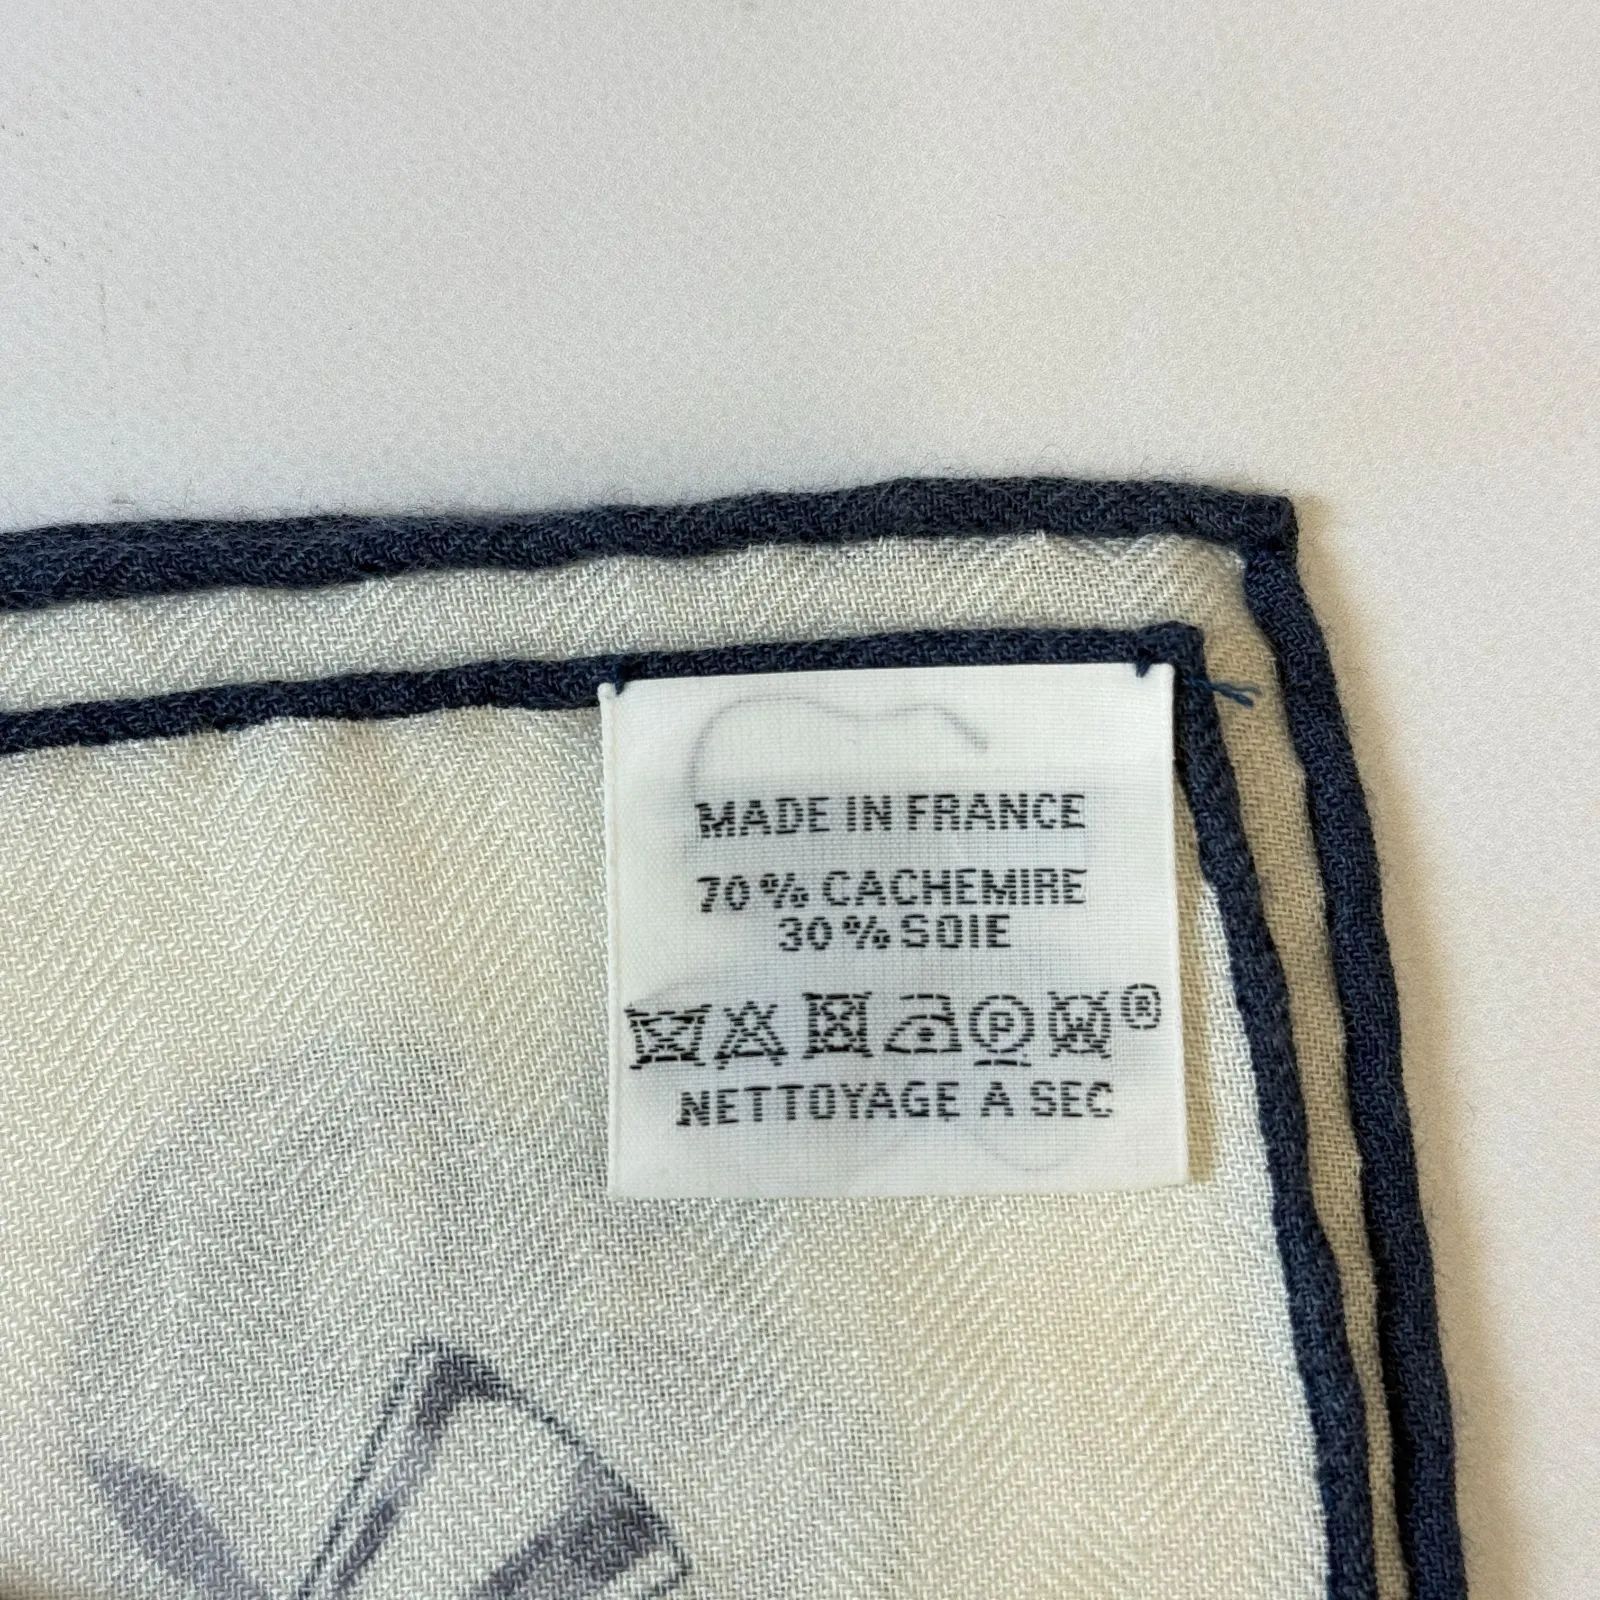 MADE IN FRANCE
70% CACHEMIRE
30% SOIE
P W ®
NETTOYAGE A SEC